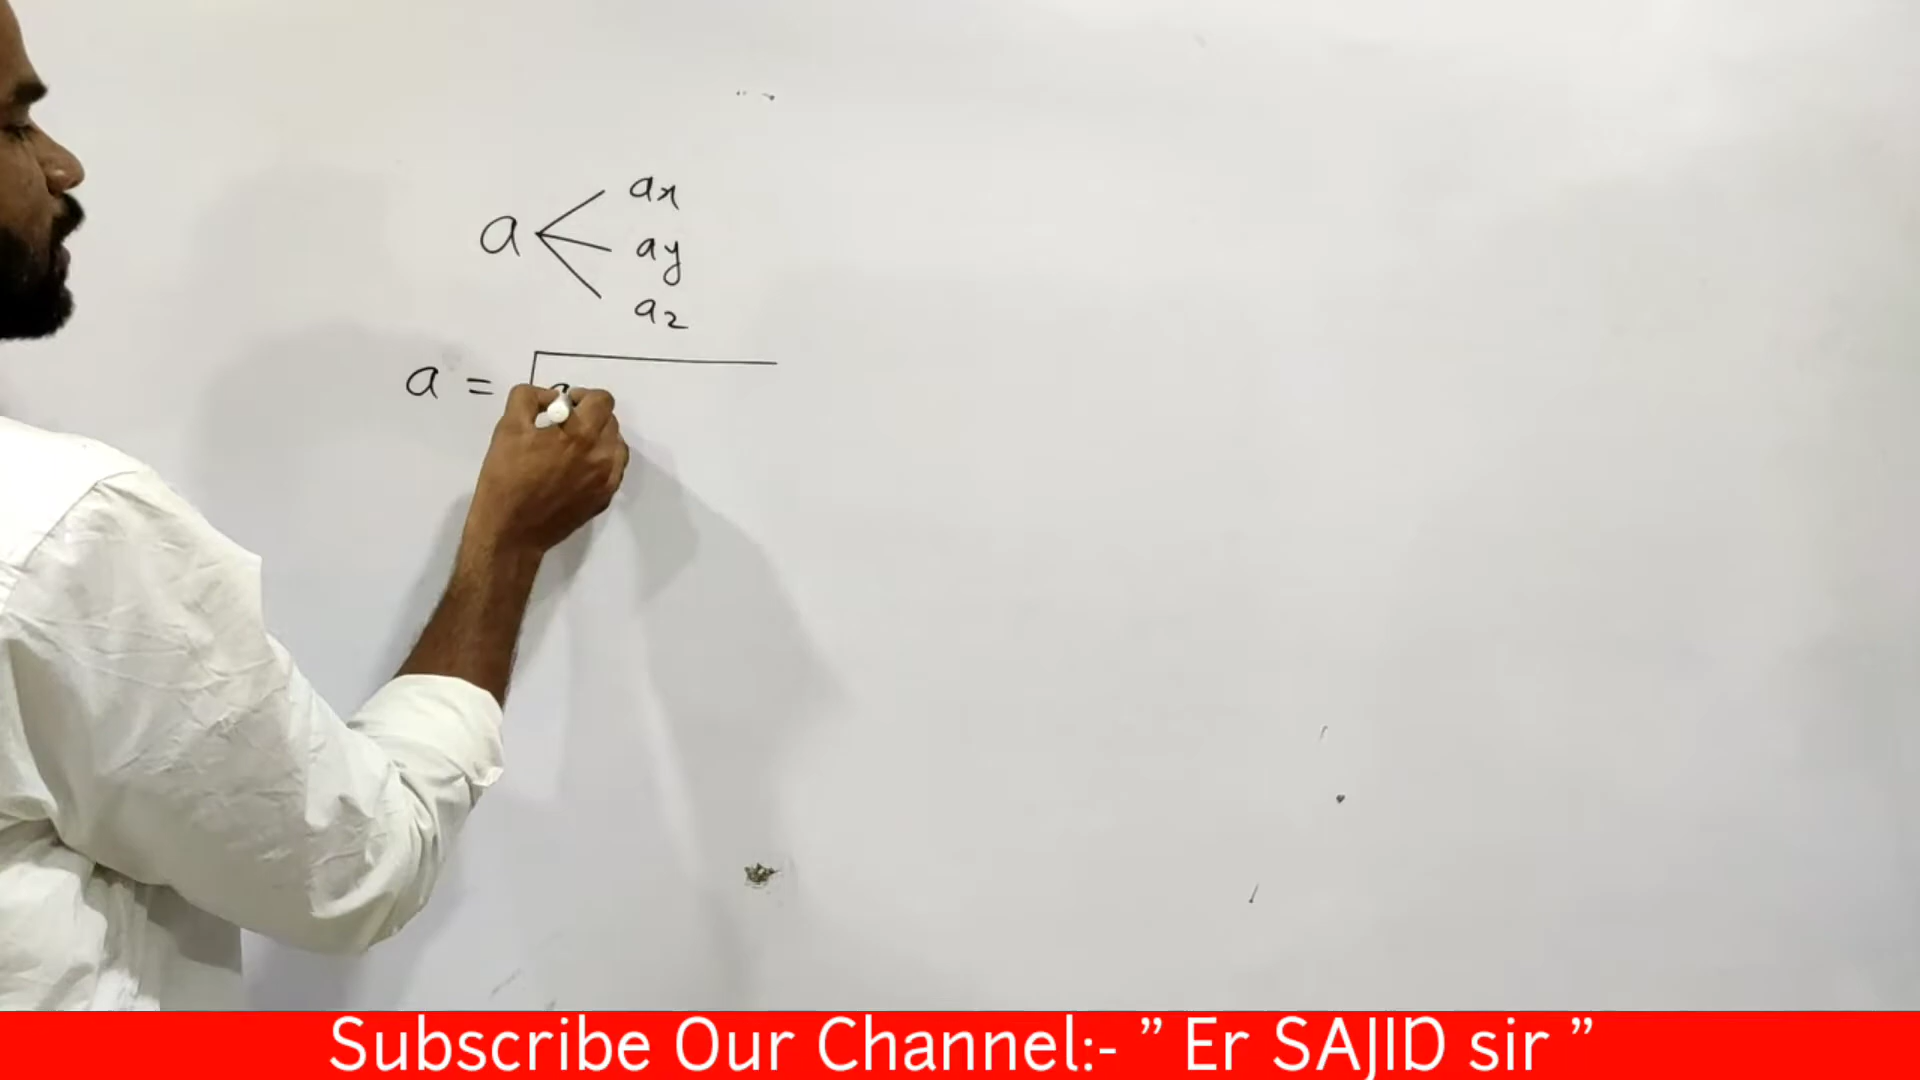 ax
a
ay
az
a = √a
Subscribe Our Channel:- ” Er SAJID sir ”